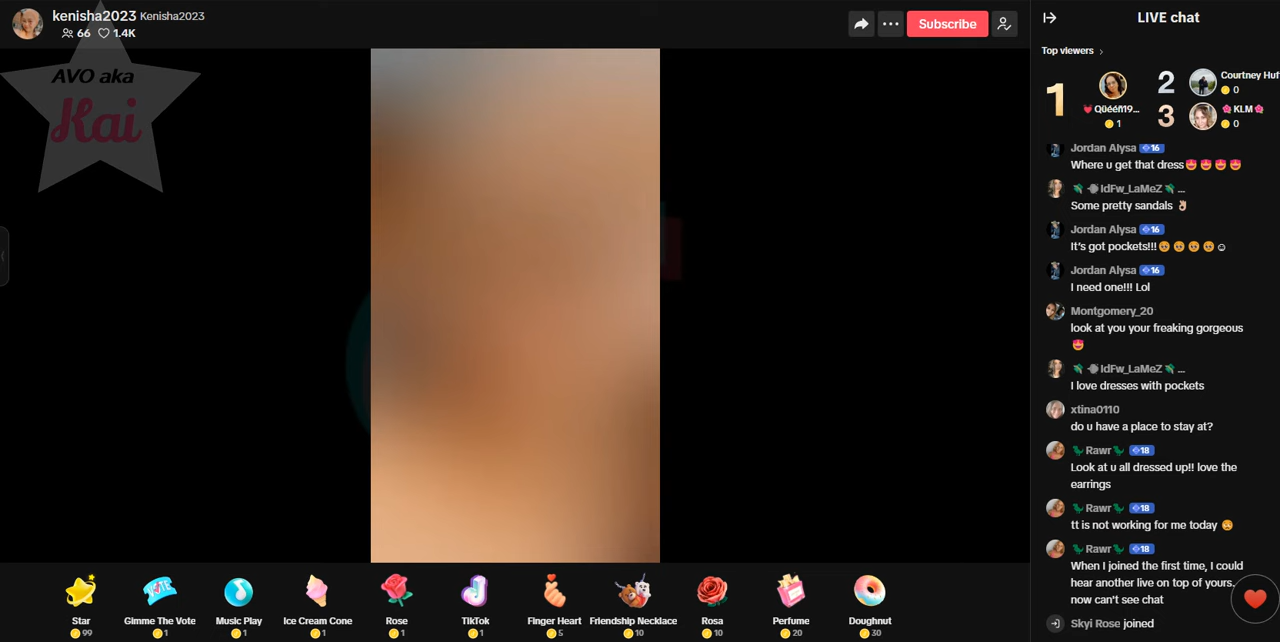 kenisha2023 Kenisha2023
66 1.4K
Subscribe
AVO aka
Kai
LIVE chat
Top viewers
1
Qüééñ19...
1
2
Courtney Huf
0
3
KLM
0
Jordan Alysa 16
Where u get that dress😍😍😍😍
IdFw_LaMeZ ...
Some pretty sandals 👌🏼
Jordan Alysa 16
It's got pockets!!!🥺🥺🥺🥺☺
Jordan Alysa 16
I need one!!! Lol
Montgomery_20
look at you your freaking gorgeous
😍
IdFw_LaMeZ ...
I love dresses with pockets
xtina0110
do u have a place to stay at?
🦖Rawr🦖 18
Look at u all dressed up!! love the
earrings
🦖Rawr🦖 18
tt is not working for me today
🦖Rawr🦖 18
When I joined the first time, I could
hear another live on top of yours.
now can't see chat
Skyi Rose joined
Star
99
Gimme The Vote
1
Music Play
1
Ice Cream Cone
1
Rose
1
TikTok
1
Finger Heart
5
Friendship Necklace
10
Rosa
10
Perfume
20
Doughnut
30